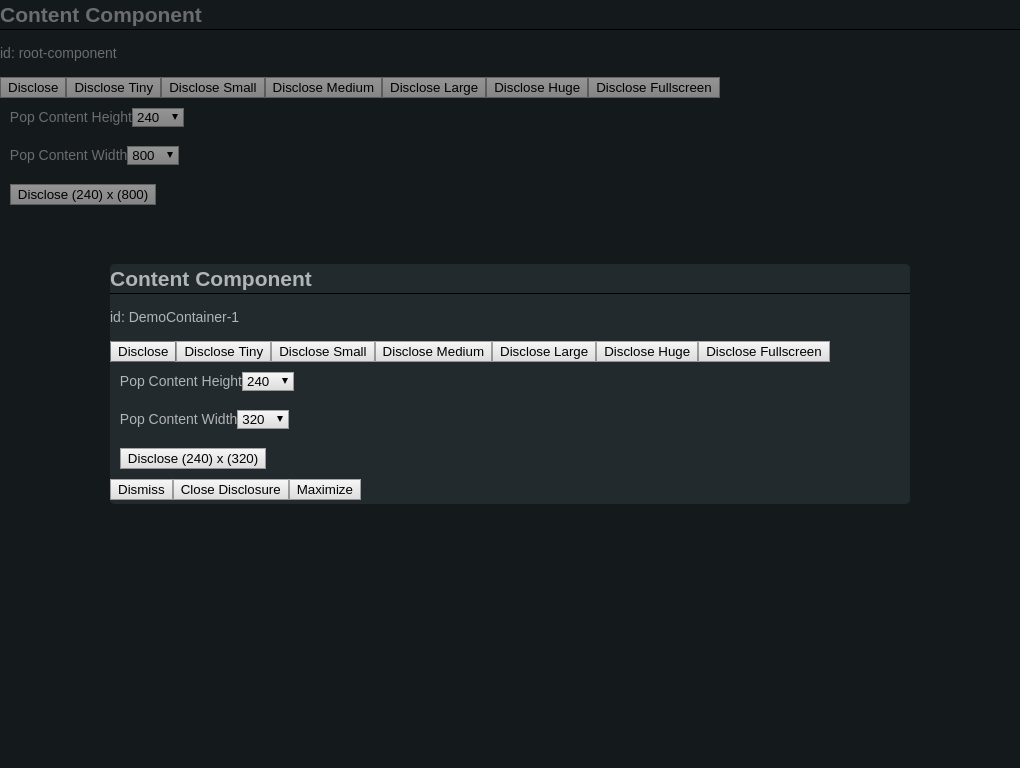 Content Component
id: root-component
Disclose Disclose Tiny Disclose Small Disclose Medium Disclose Large Disclose Huge Disclose Fullscreen
Pop Content Height 240
Pop Content Width 800
Disclose (240) x (800)
Content Component
id: DemoContainer-1
Disclose Disclose Tiny Disclose Small Disclose Medium Disclose Large Disclose Huge Disclose Fullscreen
Pop Content Height 240
Pop Content Width 320
Disclose (240) x (320)
Dismiss Close Disclosure Maximize